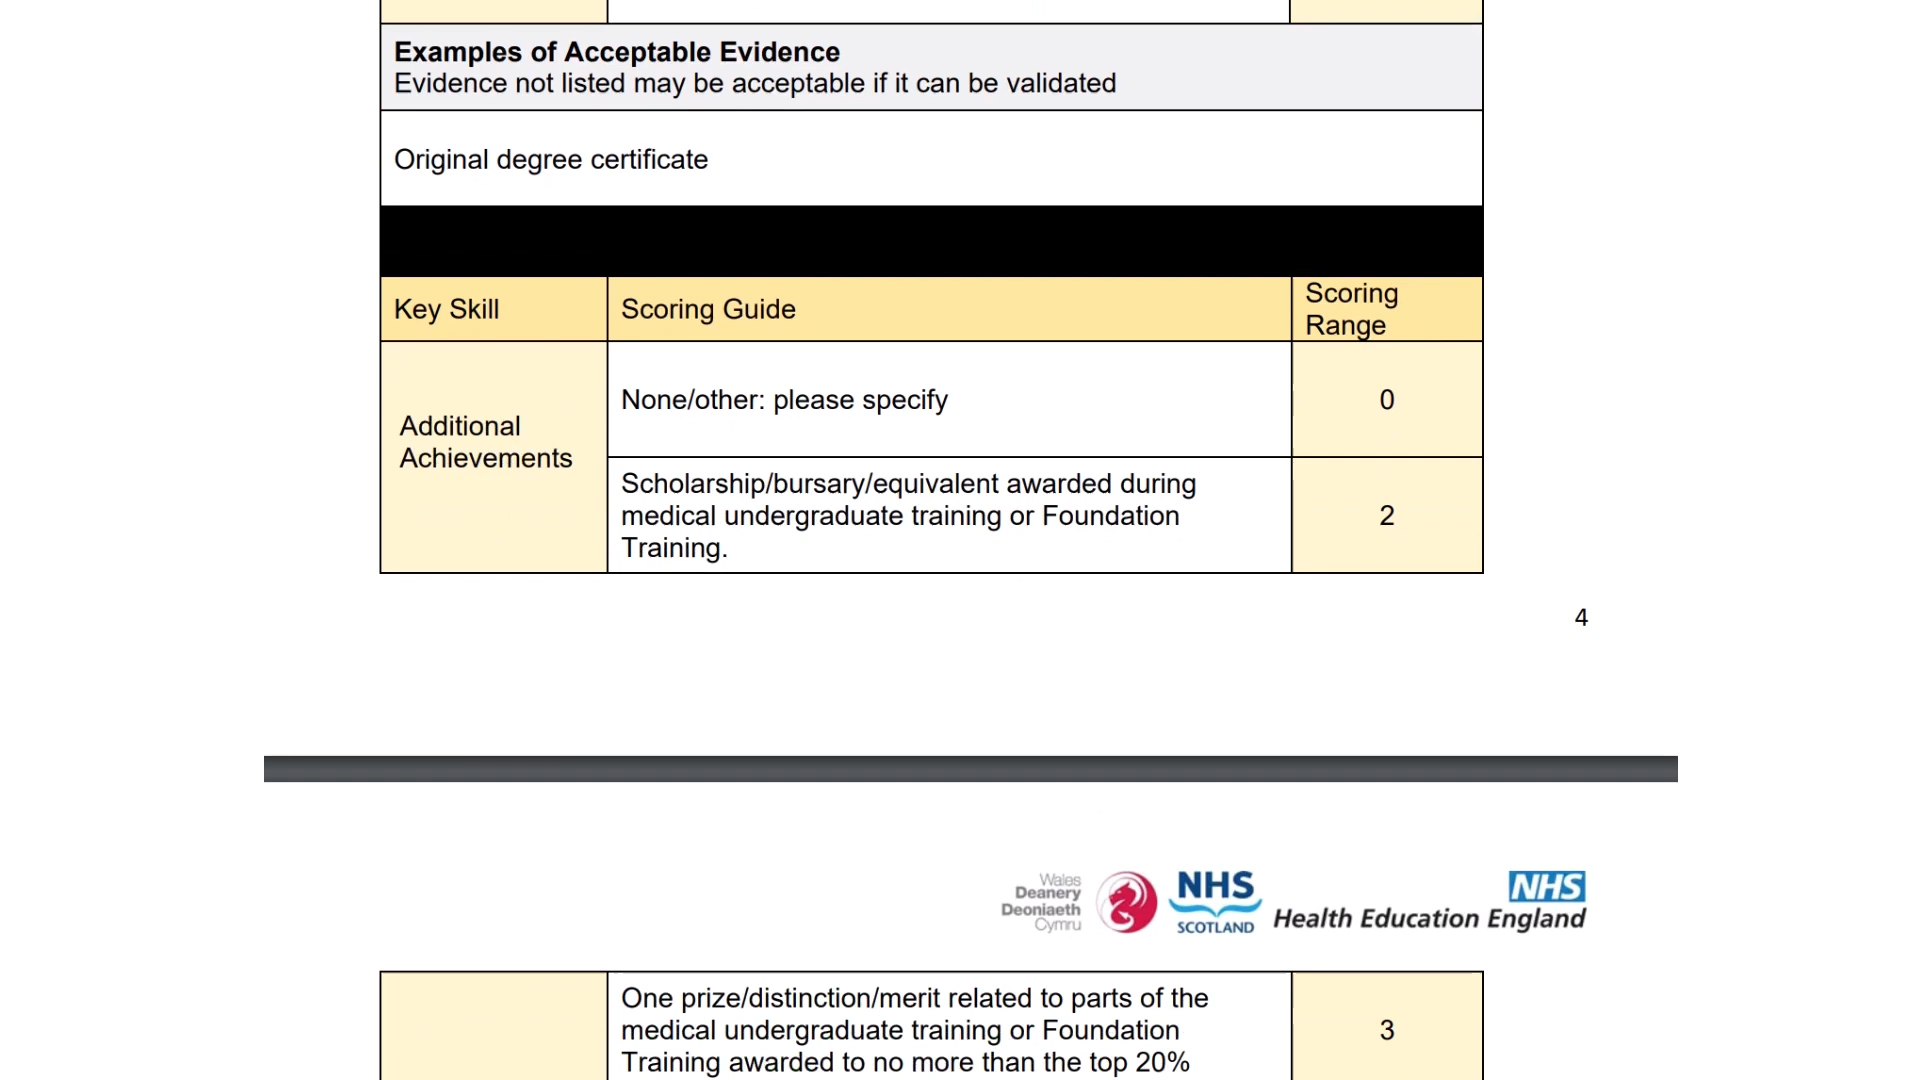 Examples of Acceptable Evidence
Evidence not listed may be acceptable if it can be validated
Original degree certificate
Key Skill
Scoring Guide
Scoring
Range
Additional
Achievements
None/other: please specify
0
Scholarship/bursary/equivalent awarded during
medical undergraduate training or Foundation
Training.
2
4
Wales
Deanery
Deoniaeth
Cymru
NHS
SCOTLAND
NHS
Health Education England
One prize/distinction/merit related to parts of the
medical undergraduate training or Foundation
Training awarded to no more than the top 20%
3